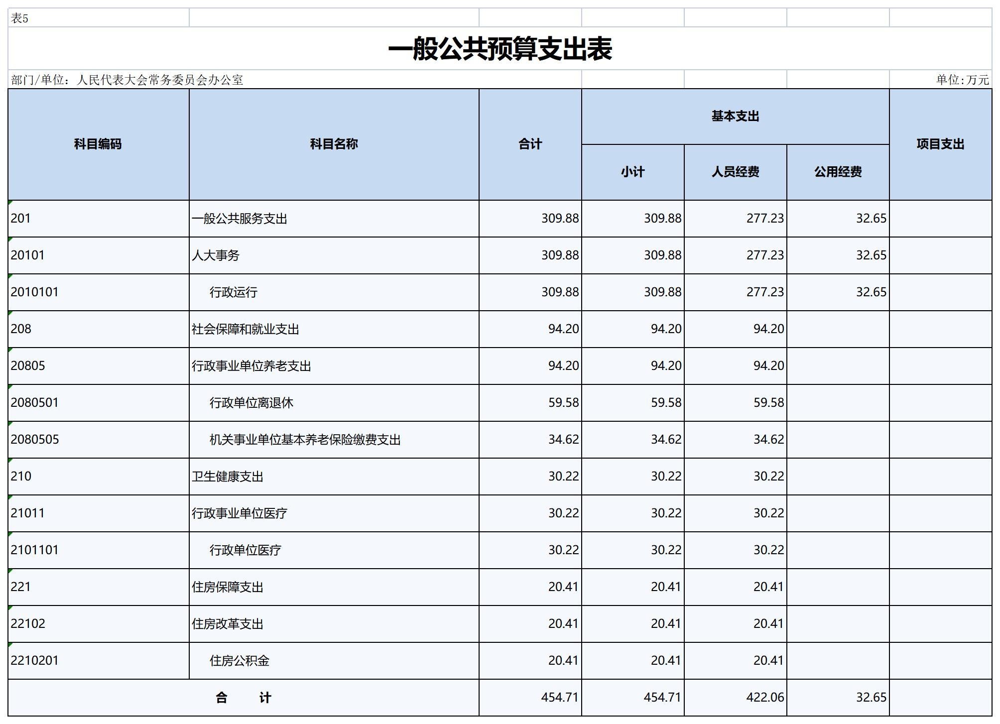 表5
一般公共预算支出表
部门/单位：人民代表大会常务委员会办公室 单位:万元
科目编码 科目名称 合计 基本支出 项目支出
小计 人员经费 公用经费
201 一般公共服务支出 309.88 309.88 277.23 32.65
20101 人大事务 309.88 309.88 277.23 32.65
2010101 行政运行 309.88 309.88 277.23 32.65
208 社会保障和就业支出 94.20 94.20 94.20
20805 行政事业单位养老支出 94.20 94.20 94.20
2080501 行政单位离退休 59.58 59.58 59.58
2080505 机关事业单位基本养老保险缴费支出 34.62 34.62 34.62
210 卫生健康支出 30.22 30.22 30.22
21011 行政事业单位医疗 30.22 30.22 30.22
2101101 行政单位医疗 30.22 30.22 30.22
221 住房保障支出 20.41 20.41 20.41
22102 住房改革支出 20.41 20.41 20.41
2210201 住房公积金 20.41 20.41 20.41
合 计 454.71 454.71 422.06 32.65